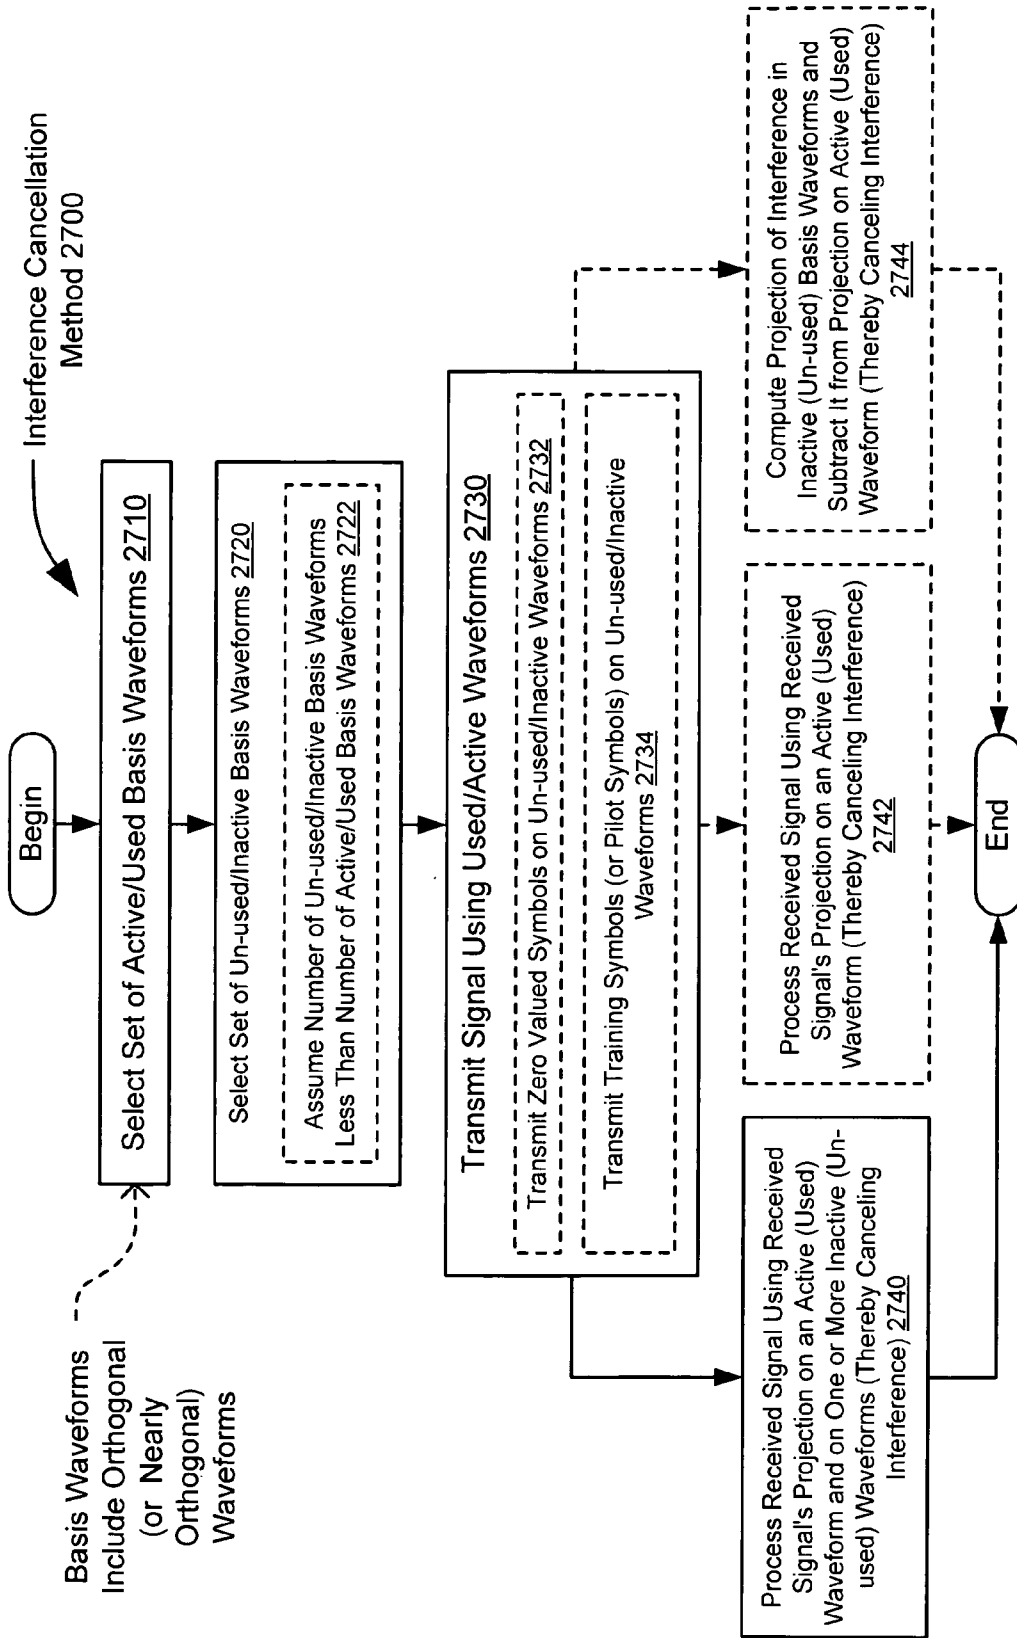 Interference Cancellation
Method 2700
Begin
Basis Waveforms
Include Orthogonal
(or Nearly
Orthogonal)
Waveforms
Select Set of Active/Used Basis Waveforms 2710
Select Set of Un-used/Inactive Basis Waveforms 2720
Assume Number of Un-used/Inactive Basis Waveforms
Less Than Number of Active/Used Basis Waveforms 2722
Transmit Signal Using Used/Active Waveforms 2730
Transmit Zero Valued Symbols on Un-used/Inactive Waveforms 2732
Transmit Training Symbols (or Pilot Symbols) on Un-used/Inactive
Waveforms 2734
Process Received Signal Using Received
Signal's Projection on an Active (Used)
Waveform and on One or More Inactive (Un-
used) Waveforms (Thereby Canceling
Interference) 2740
Process Received Signal Using Received
Signal's Projection on an Active (Used)
Waveform (Thereby Canceling Interference)
2742
Compute Projection of Interference in
Inactive (Un-used) Basis Waveforms and
Subtract It from Projection on Active (Used)
Waveform (Thereby Canceling Interference)
2744
End